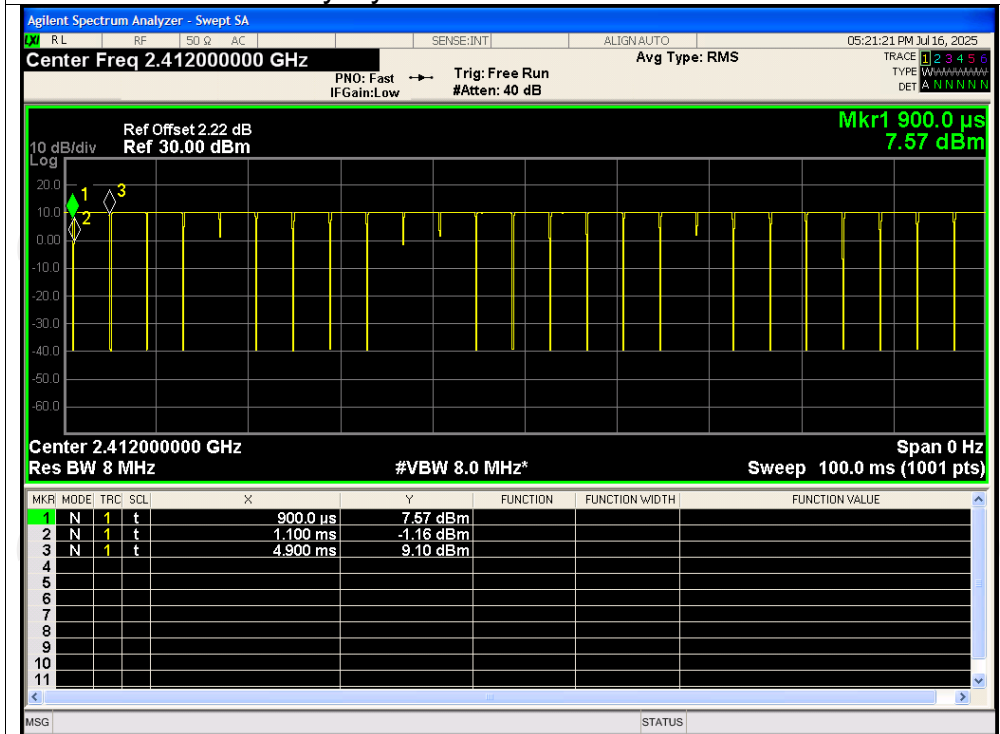 Agilent Spectrum Analyzer - Swept SA
LXI RL RF 50 Ω AC SENSE:INT ALIGN AUTO 05:21:21 PM Jul 16, 2025
Center Freq 2.412000000 GHz
PNO: Fast
IFGain:Low
Trig: Free Run
#Atten: 40 dB
Avg Type: RMS
TRACE 1 2 3 4 5 6
TYPE WWWWWW
DET A N N N N N
Mkr1 900.0 µs
7.57 dBm
Ref Offset 2.22 dB
10 dB/div Ref 30.00 dBm
Log
20.0
10.0
0.00
-10.0
-20.0
-30.0
-40.0
-50.0
-60.0
1
2
3
Center 2.412000000 GHz Span 0 Hz
Res BW 8 MHz #VBW 8.0 MHz* Sweep 100.0 ms (1001 pts)
MKR MODE TRC SCL X Y FUNCTION FUNCTION WIDTH FUNCTION VALUE
1 N 1 t 900.0 µs 7.57 dBm
2 N 1 t 1.100 ms -1.16 dBm
3 N 1 t 4.900 ms 9.10 dBm
4
5
6
7
8
9
10
11
MSG STATUS